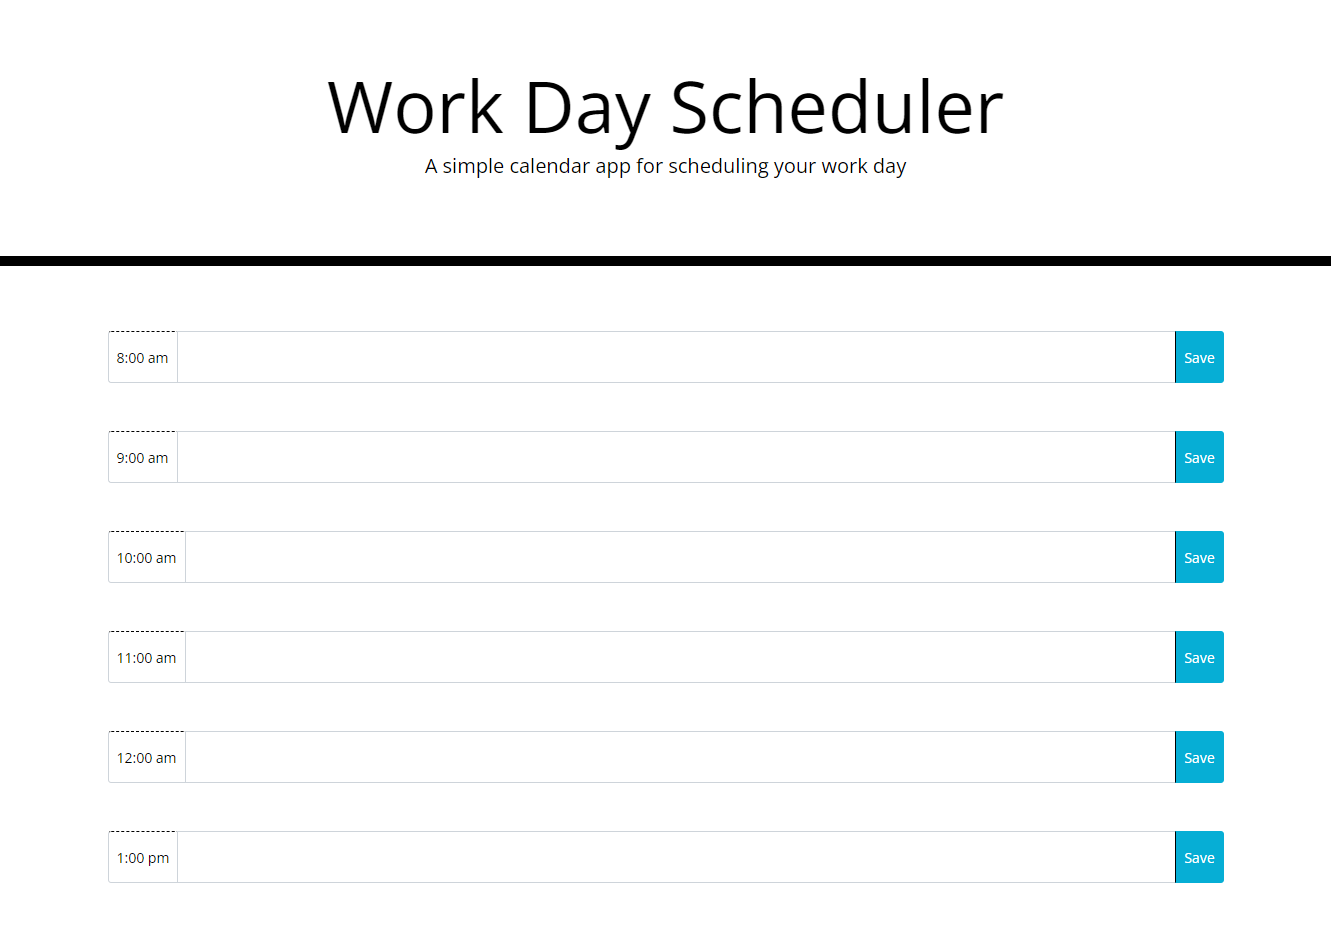 Work Day Scheduler
A simple calendar app for scheduling your work day
8:00 am Save
9:00 am Save
10:00 am Save
11:00 am Save
12:00 am Save
1:00 pm Save